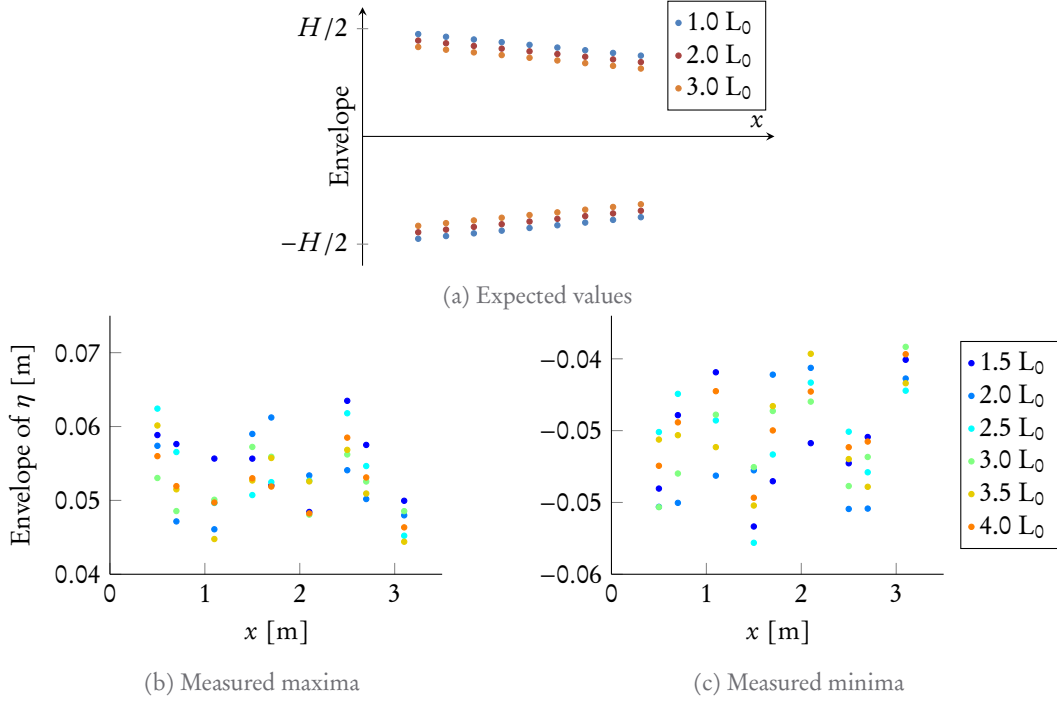 H/2
Envelope
−H/2
x
1.0 L₀
2.0 L₀
3.0 L₀
(a) Expected values
0.07
0.06
0.05
0.04
Envelope of η [m]
0
1
2
3
x [m]
(b) Measured maxima
−0.04
−0.05
−0.05
−0.06
0
1
2
3
x [m]
(c) Measured minima
1.5 L₀
2.0 L₀
2.5 L₀
3.0 L₀
3.5 L₀
4.0 L₀